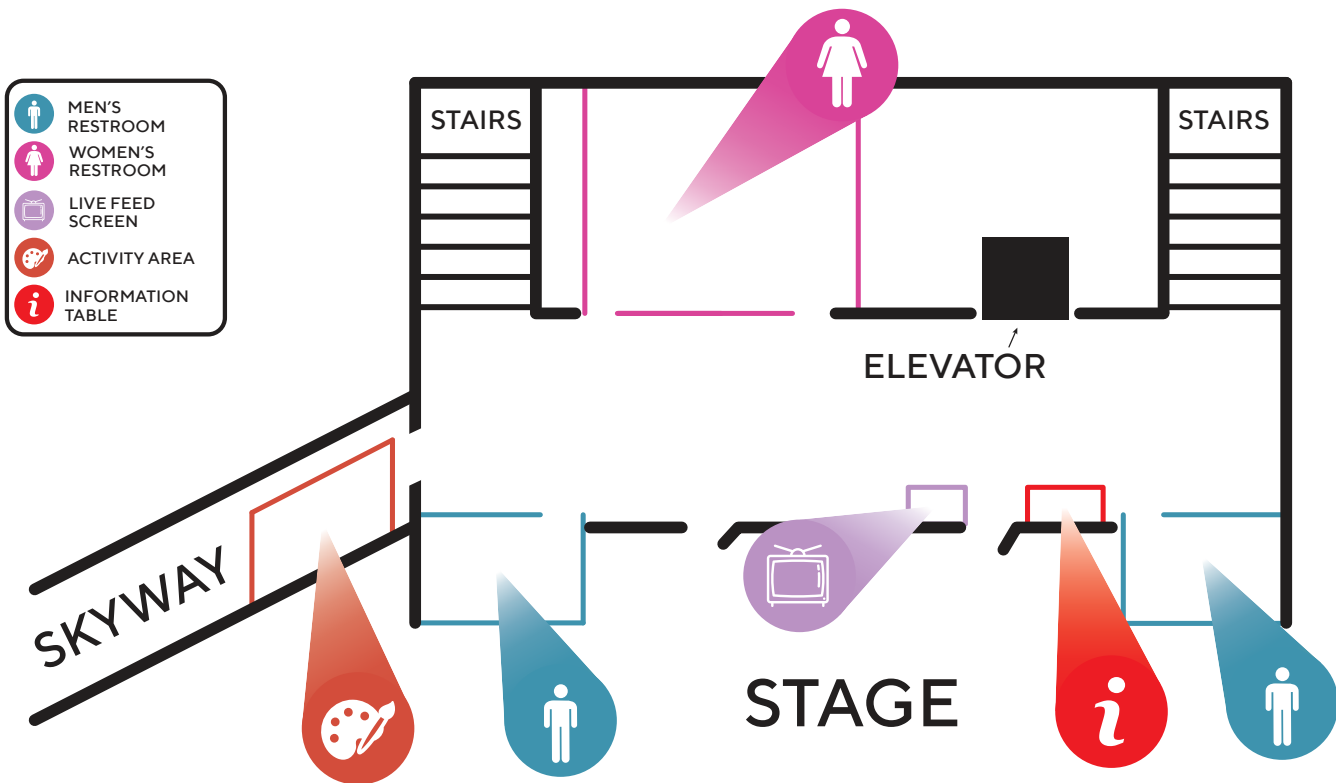 MEN'S
RESTROOM
WOMEN'S
RESTROOM
LIVE FEED
SCREEN
ACTIVITY AREA
i
INFORMATION
TABLE
STAIRS
STAIRS
ELEVATOR
SKYWAY
STAGE
i